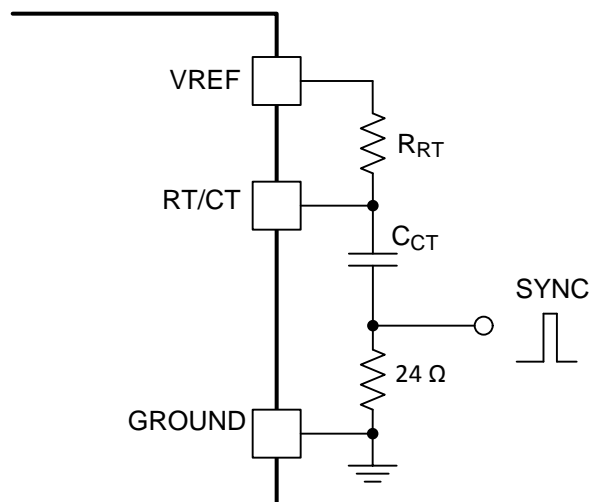 VREF
RRT
RT/CT
CCT
SYNC
24 Ω
GROUND